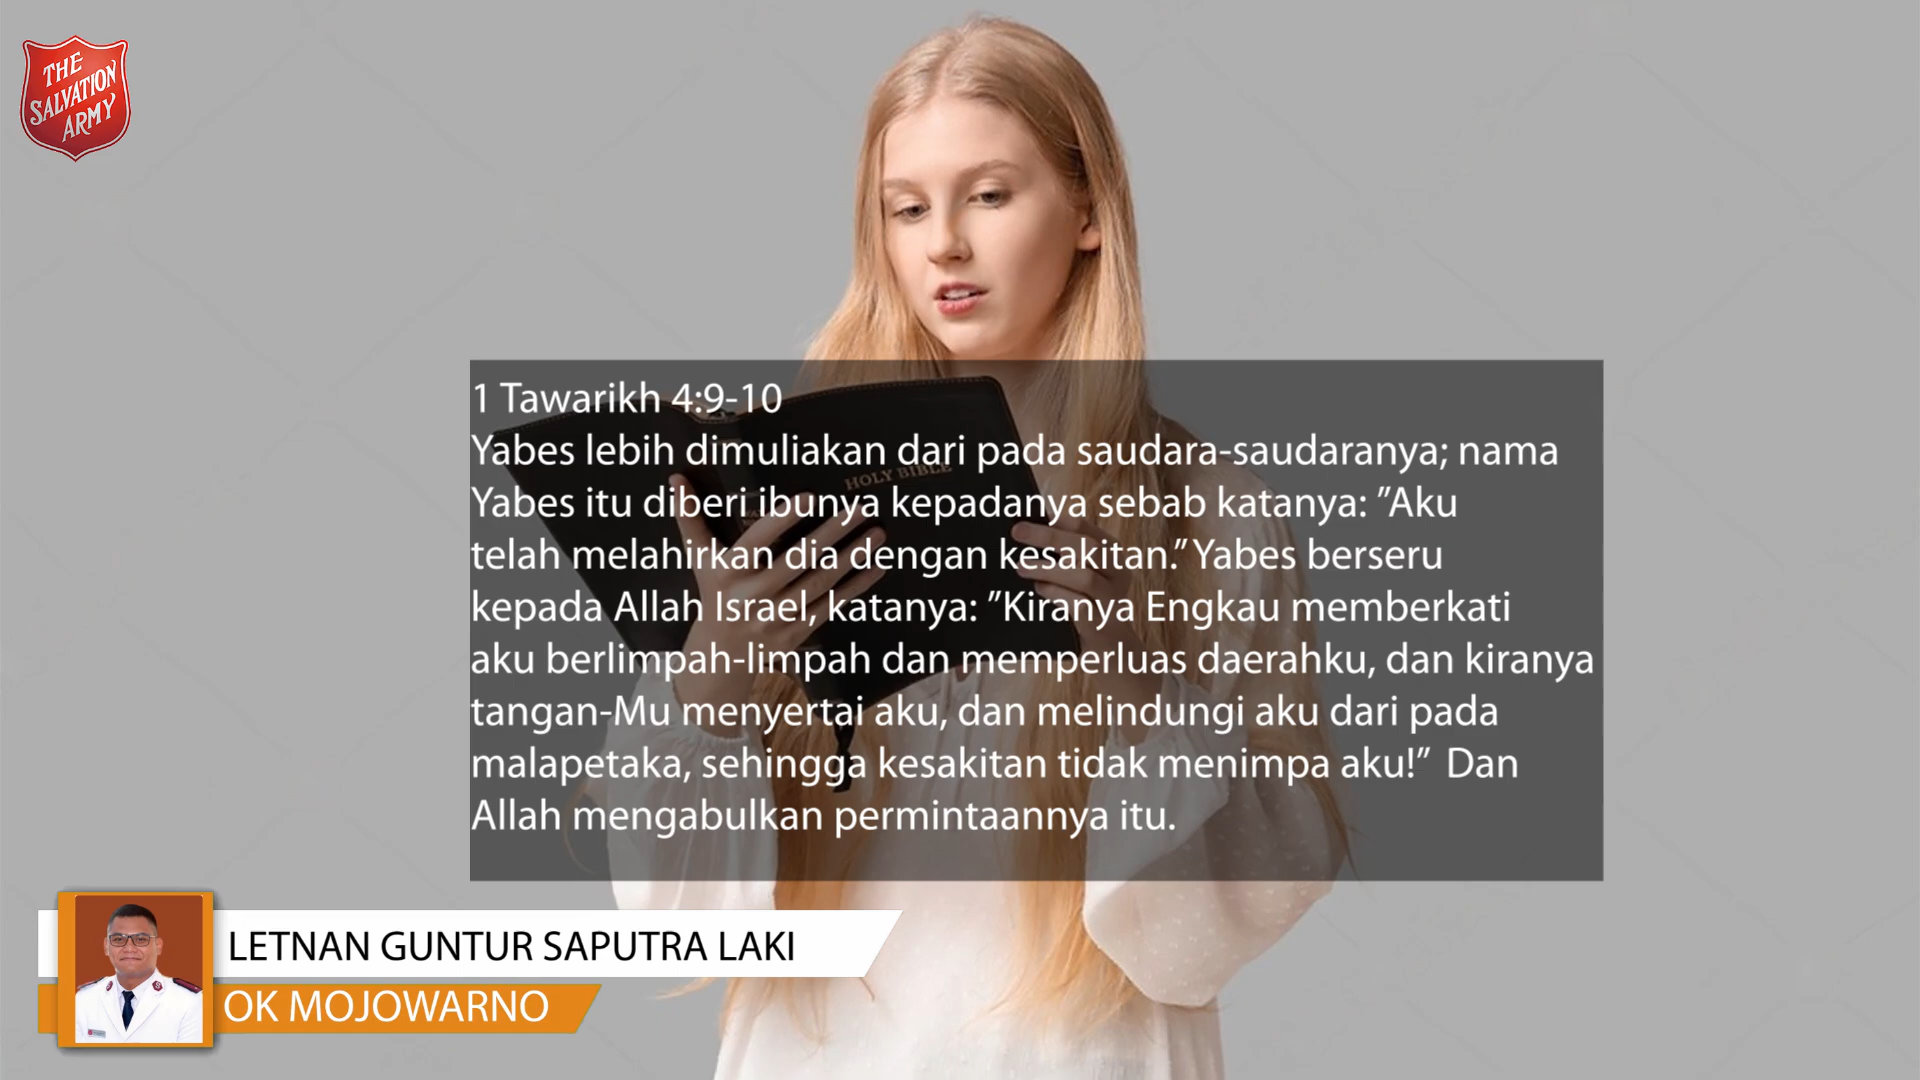 THE
SALVATION
ARMY
1 Tawarikh 4:9-10
Yabes lebih dimuliakan dari pada saudara-saudaranya; nama
Yabes itu diberi ibunya kepadanya sebab katanya: ”Aku
telah melahirkan dia dengan kesakitan.” Yabes berseru
kepada Allah Israel, katanya: ”Kiranya Engkau memberkati
aku berlimpah-limpah dan memperluas daerahku, dan kiranya
tangan-Mu menyertai aku, dan melindungi aku dari pada
malapetaka, sehingga kesakitan tidak menimpa aku!” Dan
Allah mengabulkan permintaannya itu.
HOLY BIBLE
LETNAN GUNTUR SAPUTRA LAKI
OK MOJOWARNO